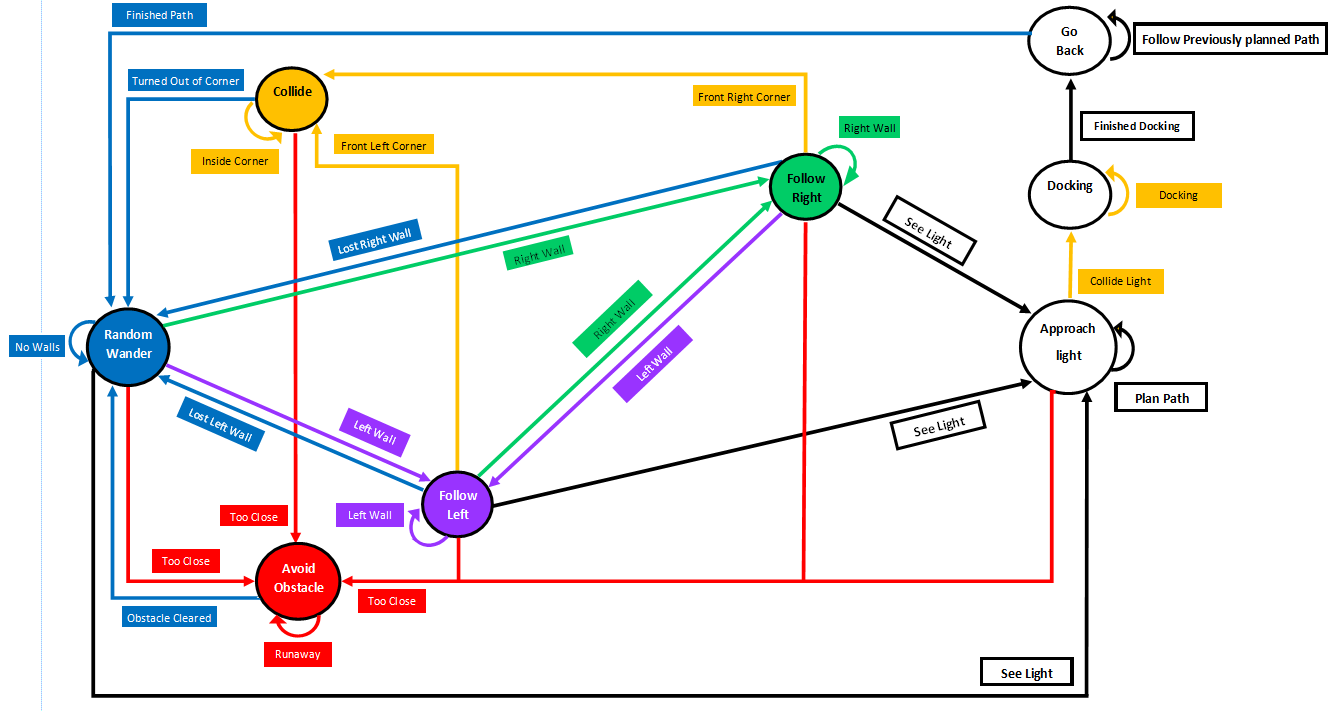 Finished Path
Go
Back
Follow Previously planned Path
Turned Out of Corner
Collide
Front Right Corner
Inside Corner
Front Left Corner
Right Wall
Finished Docking
Follow
Right
Docking
Docking
See Light
Lost Right Wall
Right Wall
Collide Light
Random
Wander
No Walls
Right Wall
Left Wall
Approach
light
Plan Path
Lost Left Wall
Left Wall
See Light
Follow
Left
Left Wall
Too Close
Too Close
Avoid
Obstacle
Too Close
Obstacle Cleared
Runaway
See Light